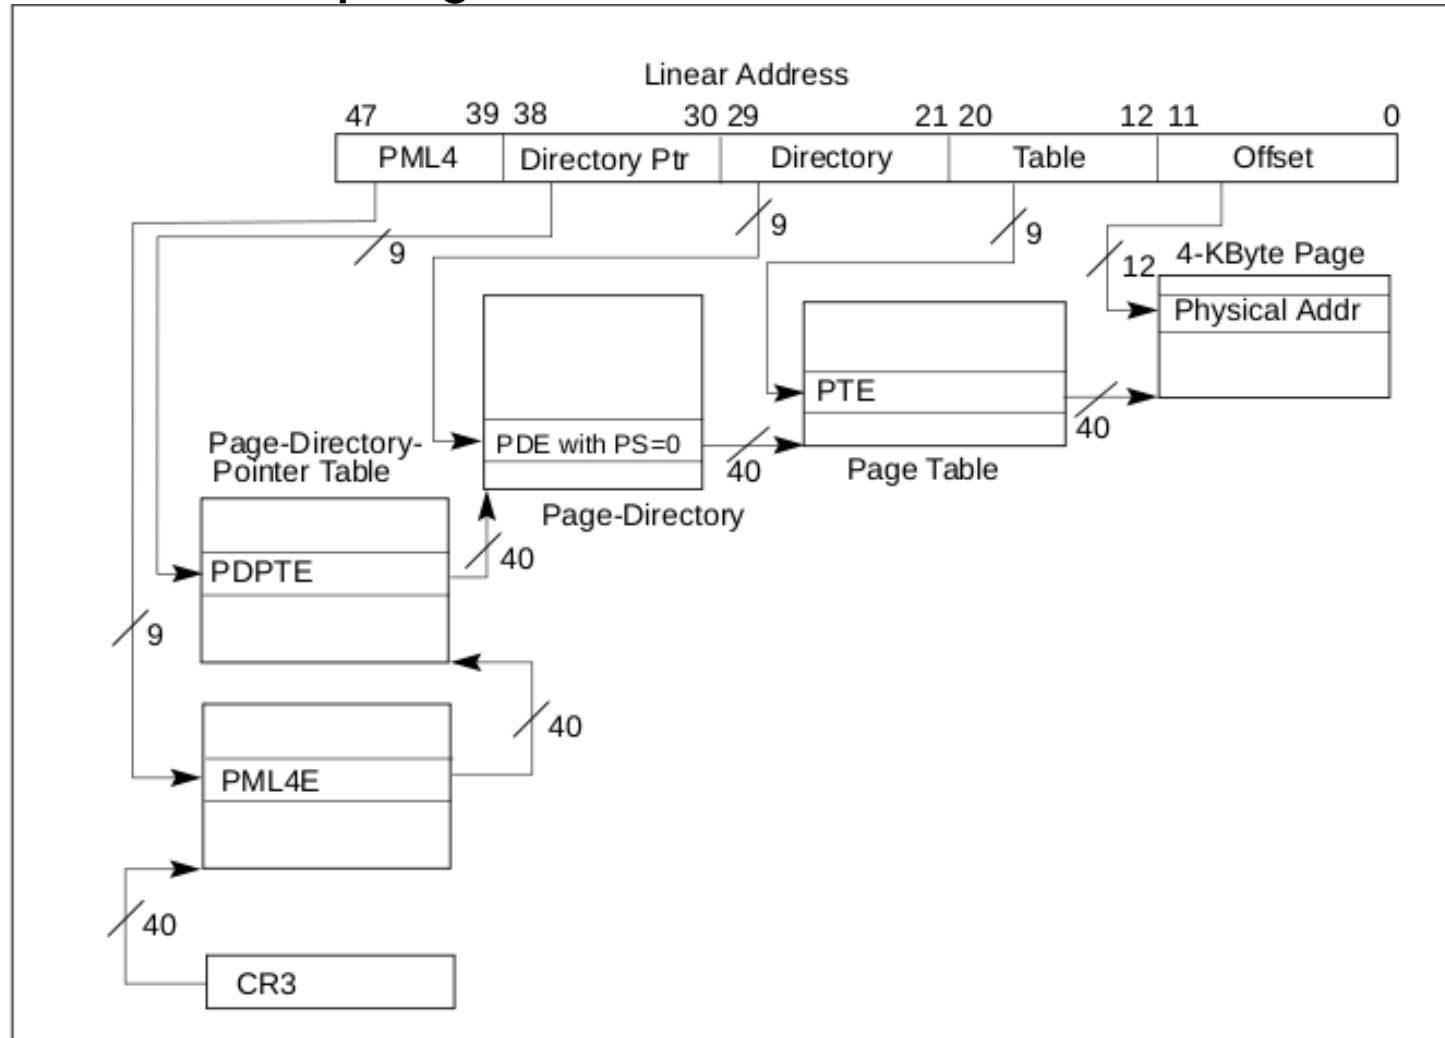 Linear Address
47 39 38 30 29 21 20 12 11 0
PML4 Directory Ptr Directory Table Offset
9 9 9 12
4-KByte Page
Physical Addr
PTE
40
Page Table
PDE with PS=0
40
Page-Directory
Page-Directory-
Pointer Table
PDPTE
40
9
PML4E
40
40
CR3